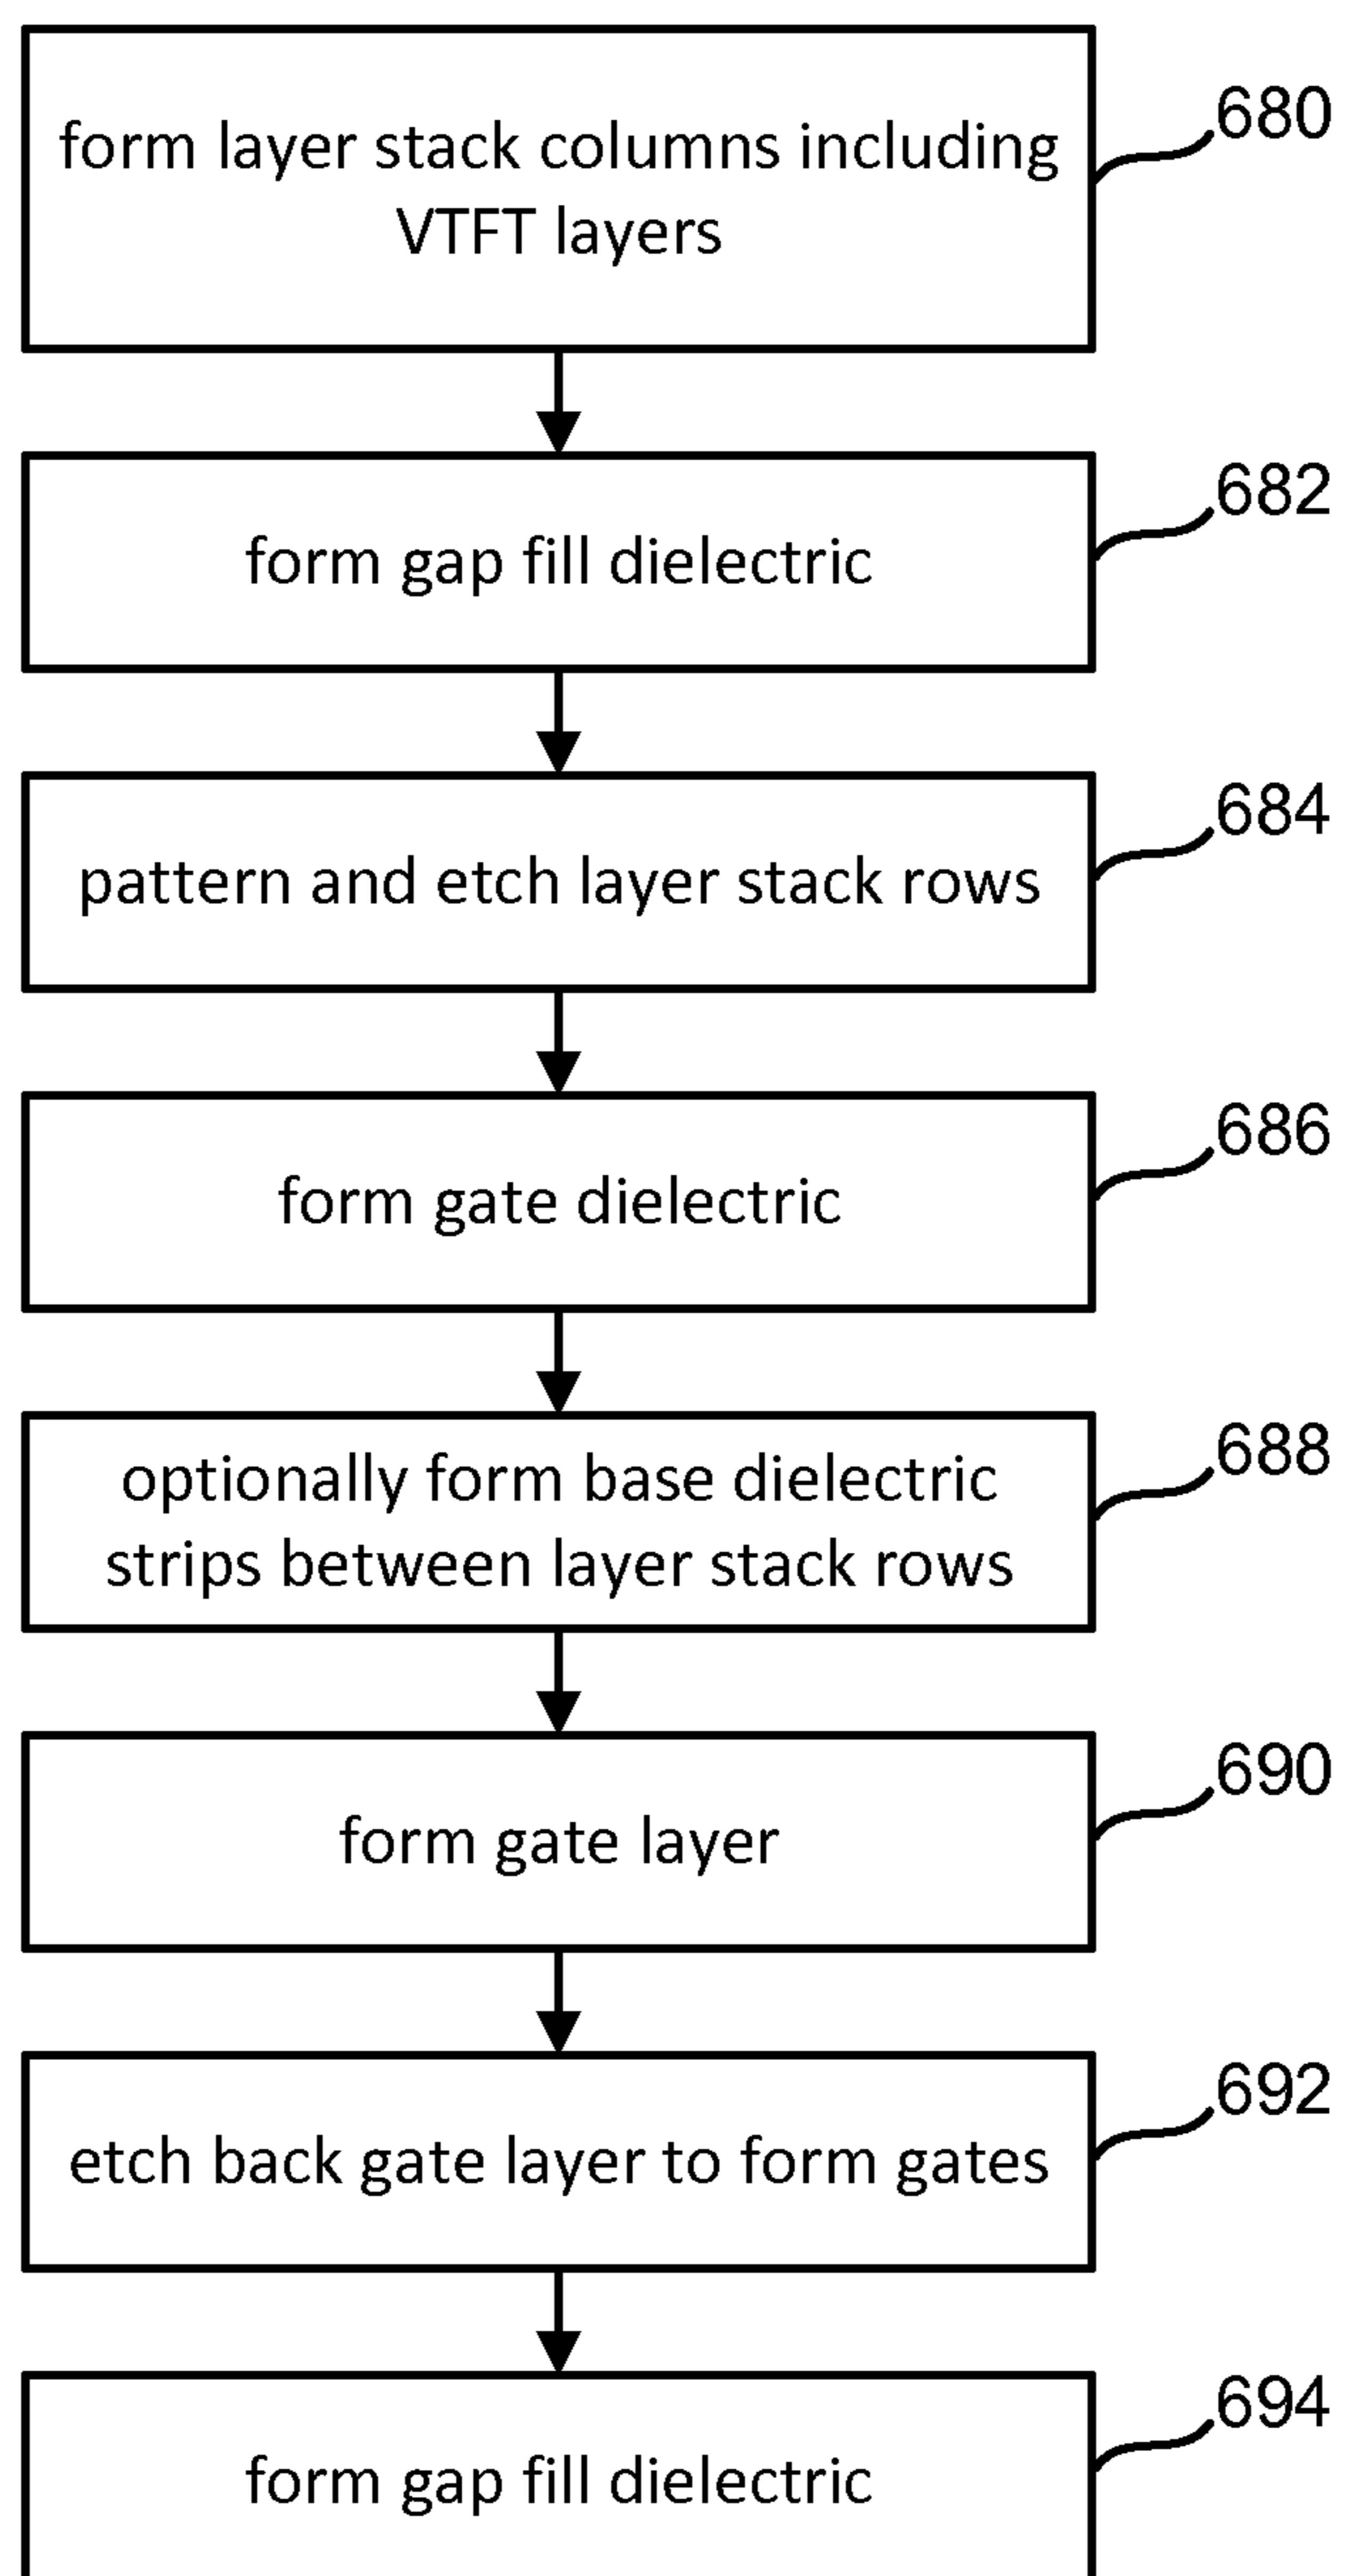 form layer stack columns including
VTFT layers
680
form gap fill dielectric
682
pattern and etch layer stack rows
684
form gate dielectric
686
optionally form base dielectric
strips between layer stack rows
688
form gate layer
690
etch back gate layer to form gates
692
form gap fill dielectric
694